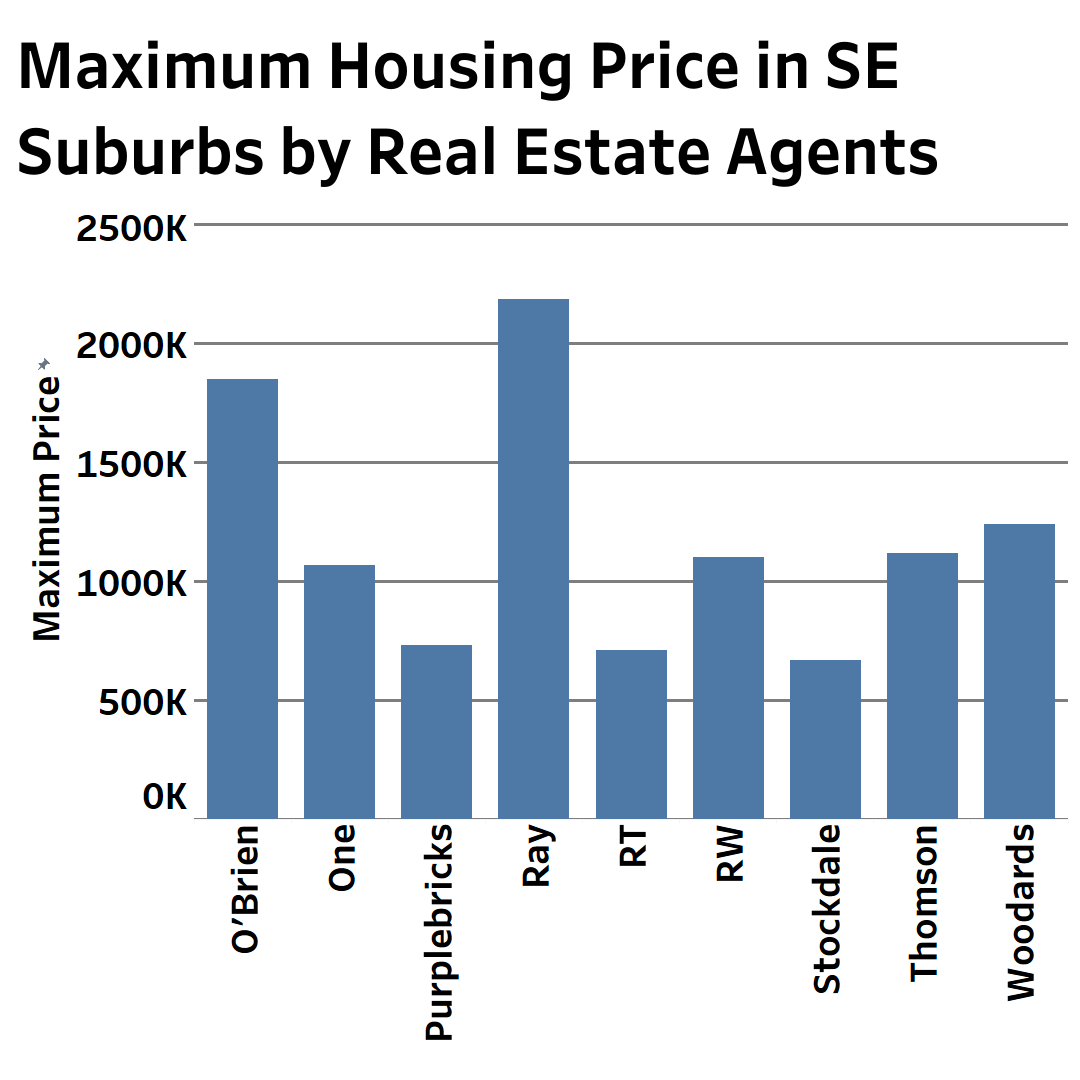 Maximum Housing Price in SE
Suburbs by Real Estate Agents
2500K
2000K
1500K
1000K
500K
0K
Maximum Price
O'Brien
One
Purplebricks
Ray
RT
RW
Stockdale
Thomson
Woodards